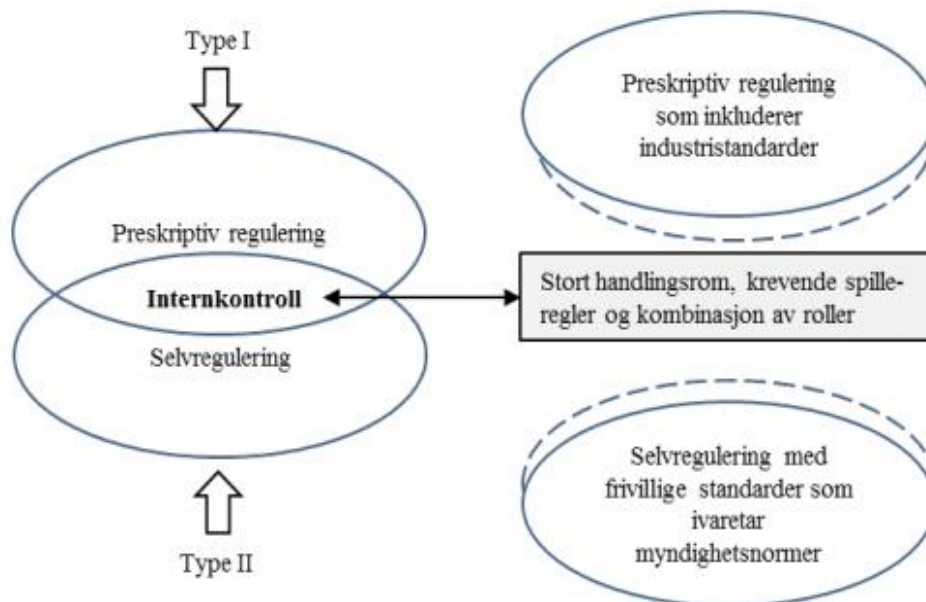 Type I
Preskriptiv regulering
Internkontroll
Selvregulering
Type II
Preskriptiv regulering
som inkluderer
industristandarder
Stort handlingsrom, krevende spille-
regler og kombinasjon av roller
Selvregulering med
frivillige standarder som
ivaretar
myndighetsnormer